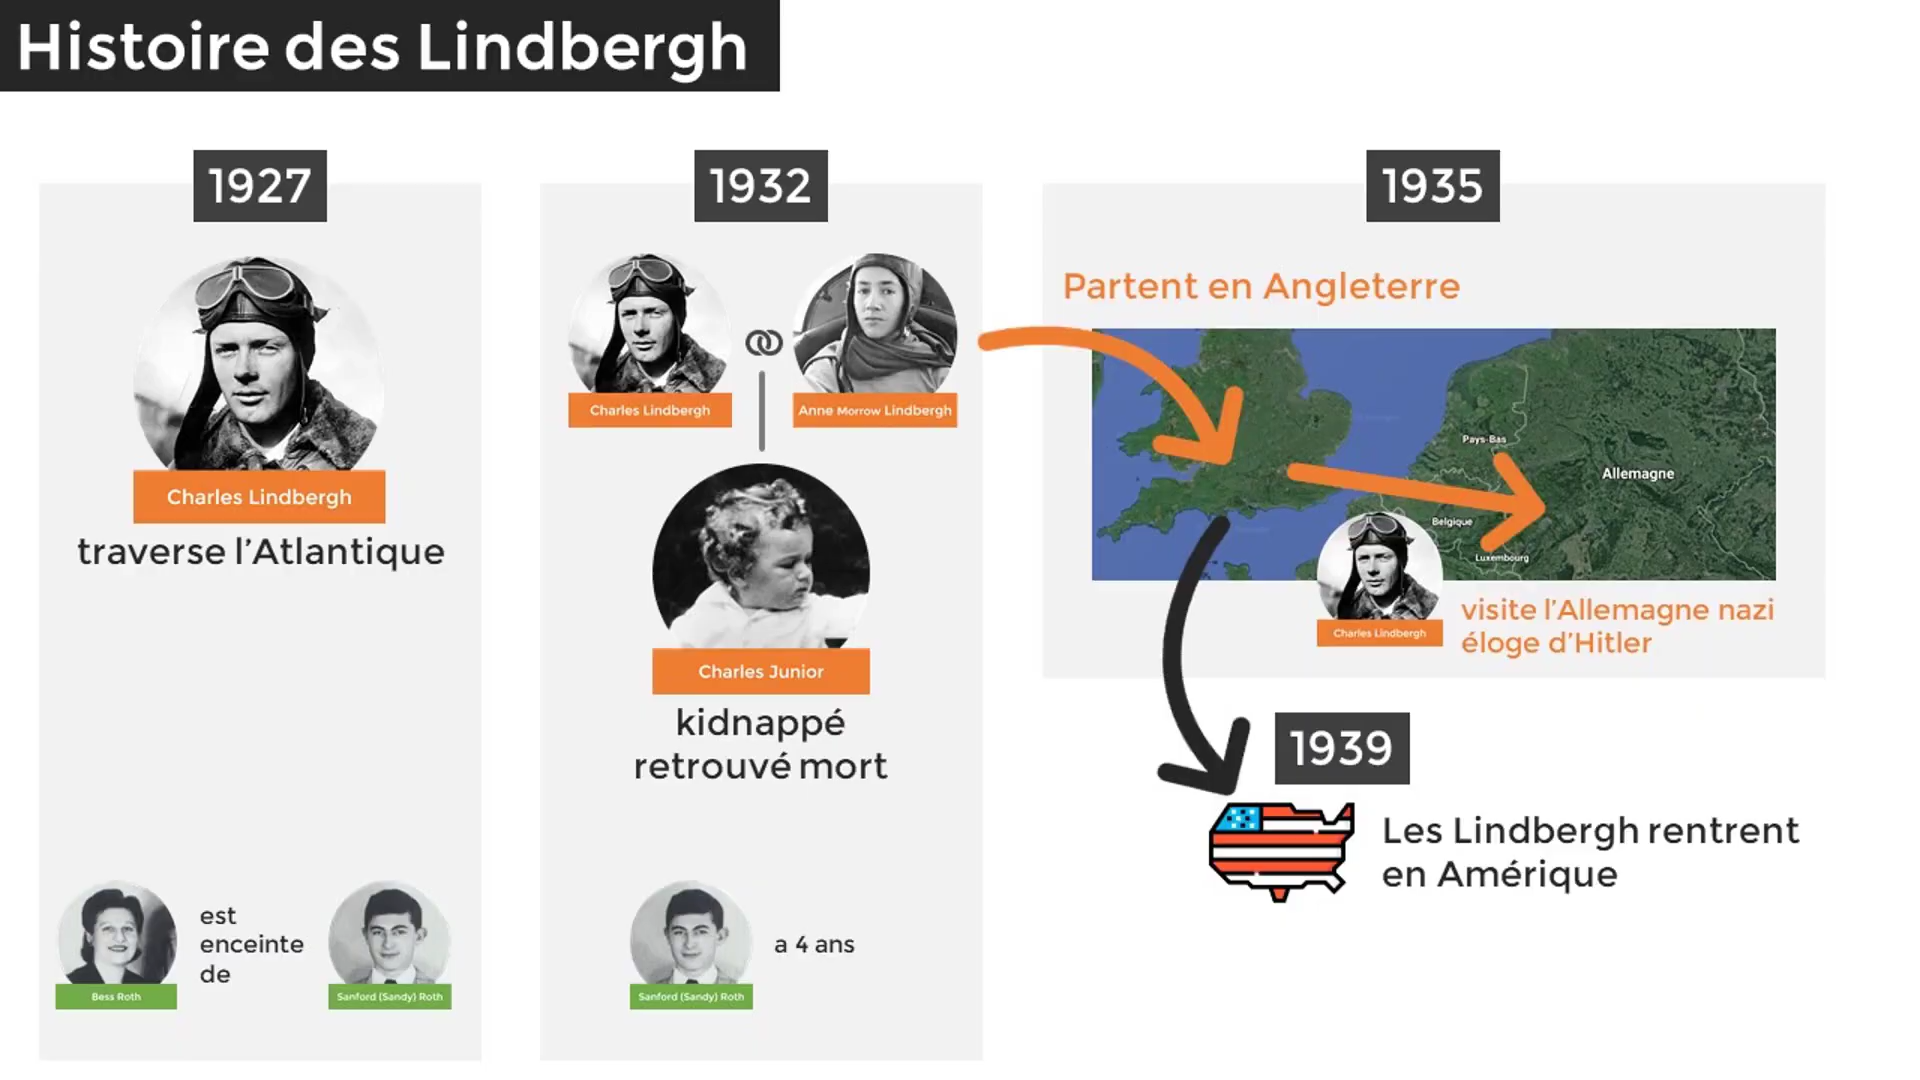 Histoire des Lindbergh
1927
Charles Lindbergh
traverse l'Atlantique
Bess Roth
est
enceinte
de
Sanford (Sandy) Roth
1932
Charles Lindbergh
Anne Morrow Lindbergh
Charles Junior
kidnappé
retrouvé mort
Sanford (Sandy) Roth
a 4 ans
1935
Partent en Angleterre
Pays-Bas
Allemagne
Belgique
Luxembourg
Charles Lindbergh
visite l'Allemagne nazi
éloge d'Hitler
1939
Les Lindbergh rentrent
en Amérique